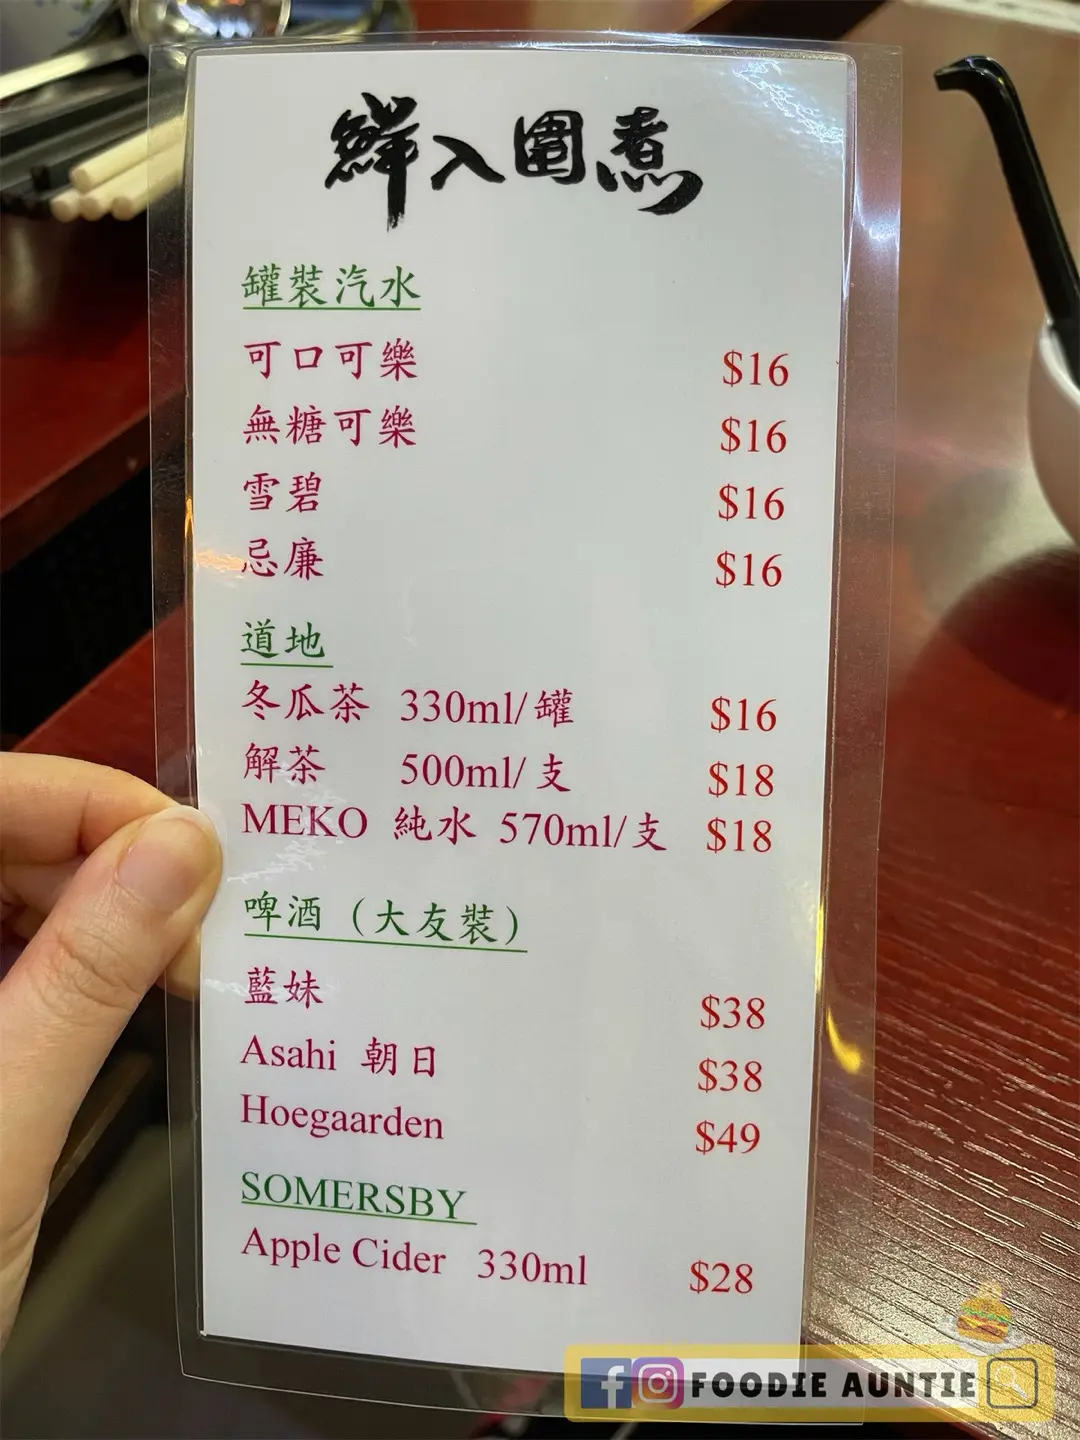 鮮入圍煮
罐裝汽水
可口可樂 $16
無糖可樂 $16
雪碧 $16
忌廉 $16
道地
冬瓜茶 330ml/罐 $16
解茶 500ml/支 $18
MEKO 純水 570ml/支 $18
啤酒（大友裝）
藍妹 $38
Asahi 朝日 $38
Hoegaarden $49
SOMERSBY
Apple Cider 330ml $28
FOODIE AUNTIE